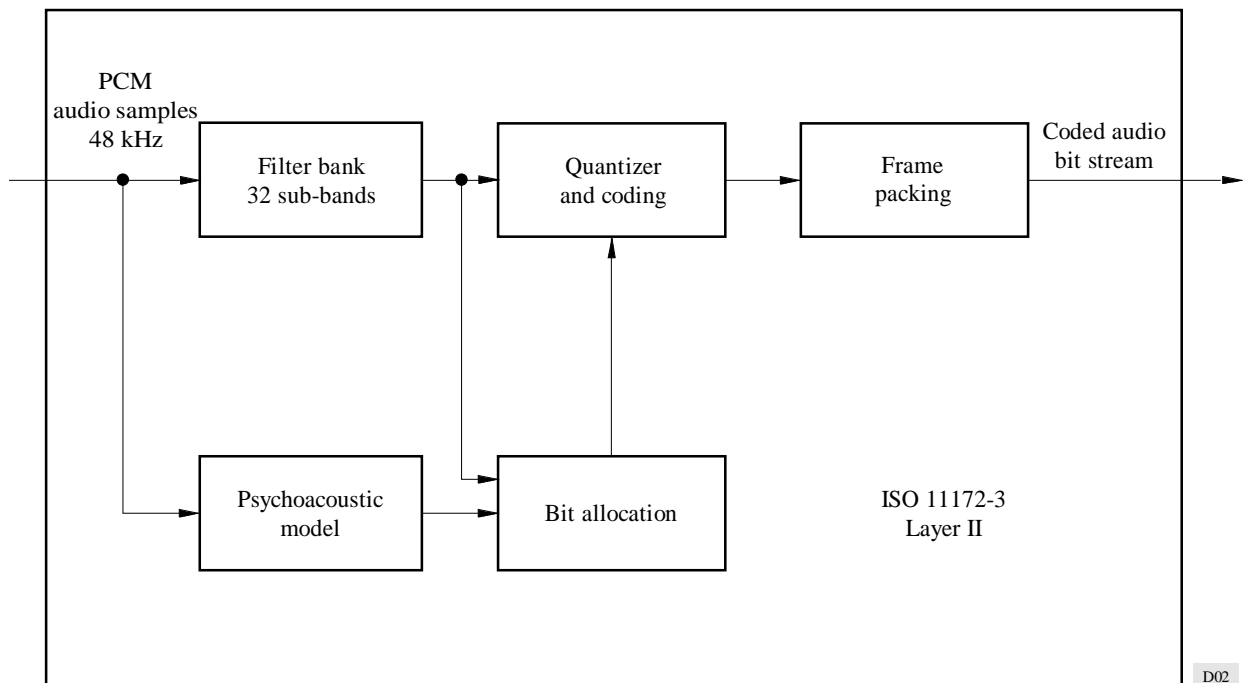 PCM
audio samples
48 kHz
Filter bank
32 sub-bands
Quantizer
and coding
Frame
packing
Coded audio
bit stream
Psychoacoustic
model
Bit allocation
ISO 11172-3
Layer II
D02